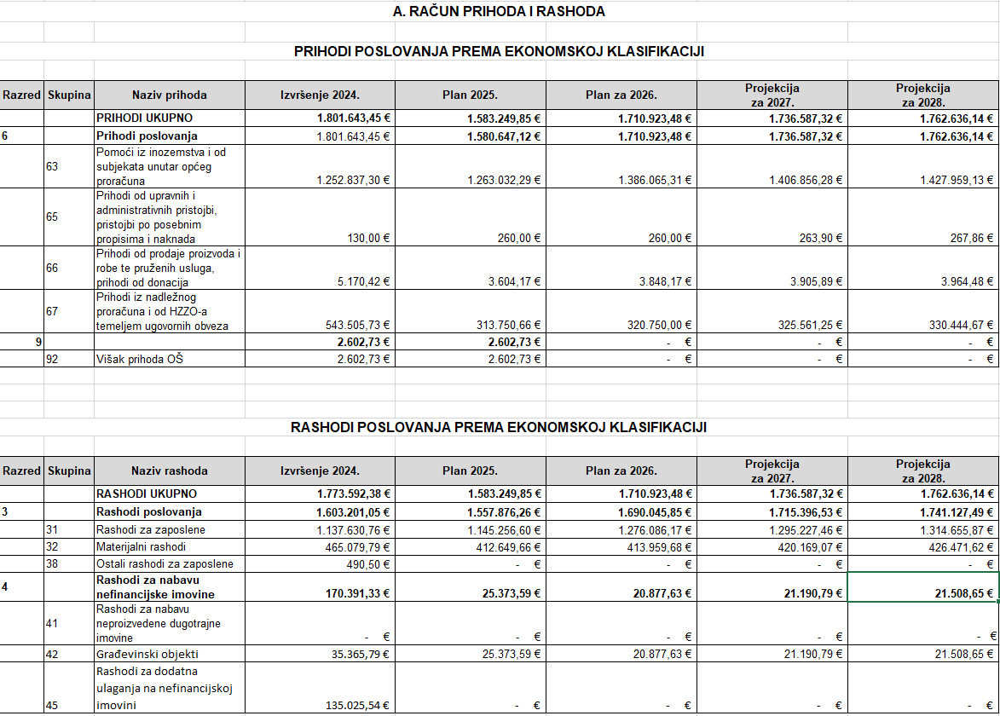 A. RAČUN PRIHODA I RASHODA
PRIHODI POSLOVANJA PREMA EKONOMSKOJ KLASIFIKACIJI
Razred Skupina Naziv prihoda Izvršenje 2024. Plan 2025. Plan za 2026. Projekcija Projekcija
za 2027. za 2028.
PRIHODI UKUPNO 1.801.643,45 € 1.583.249,85 € 1.710.923,48 € 1.736.587,32 € 1.762.636,14 €
6 Prihodi poslovanja 1.801.643,45 € 1.580.647,12 € 1.710.923,48 € 1.736.587,32 € 1.762.636,14 €
Pomoći iz inozemstva i od
63 subjekata unutar općeg
proračuna 1.252.837,30 € 1.263.032,29 € 1.386.065,31 € 1.406.856,28 € 1.427.959,13 €
Prihodi od upravnih i
administrativnih pristojbi,
65 pristojbi po posebnim
propisima i naknada 130,00 € 260,00 € 260,00 € 263,90 € 267,86 €
Prihodi od prodaje proizvoda i
66 robe te pruženih usluga,
prihodi od donacija 5.170,42 € 3.604,17 € 3.848,17 € 3.905,89 € 3.964,48 €
Prihodi iz nadležnog
67 proračuna i od HZZO-a
temeljem ugovornih obveza 543.505,73 € 313.750,66 € 320.750,00 € 325.561,25 € 330.444,67 €
9 2.602,73 € 2.602,73 € - € - € - €
92 Višak prihoda OŠ 2.602,73 € 2.602,73 € - € - € - €
RASHODI POSLOVANJA PREMA EKONOMSKOJ KLASIFIKACIJI
Razred Skupina Naziv rashoda Izvršenje 2024. Plan 2025. Plan za 2026. Projekcija Projekcija
za 2027. za 2028.
RASHODI UKUPNO 1.773.592,38 € 1.583.249,85 € 1.710.923,48 € 1.736.587,32 € 1.762.636,14 €
3 Rashodi poslovanja 1.603.201,05 € 1.557.876,26 € 1.690.045,85 € 1.715.396,53 € 1.741.127,49 €
31 Rashodi za zaposlene 1.137.630,76 € 1.145.256,60 € 1.276.086,17 € 1.295.227,46 € 1.314.655,87 €
32 Materijalni rashodi 465.079,79 € 412.649,66 € 413.959,68 € 420.169,07 € 426.471,62 €
38 Ostali rashodi za zaposlene 490,50 € - € - € - € - €
4 Rashodi za nabavu
nefinancijske imovine 170.391,33 € 25.373,59 € 20.877,63 € 21.190,79 € 21.508,65 €
Rashodi za nabavu
41 neproizvedene dugotrajne
imovine - € - € - € - € - €
42 Građevinski objekti 35.365,79 € 25.373,59 € 20.877,63 € 21.190,79 € 21.508,65 €
Rashodi za dodatna
ulaganja na nefinancijskoj
45 imovini 135.025,54 € - € - € - € - €